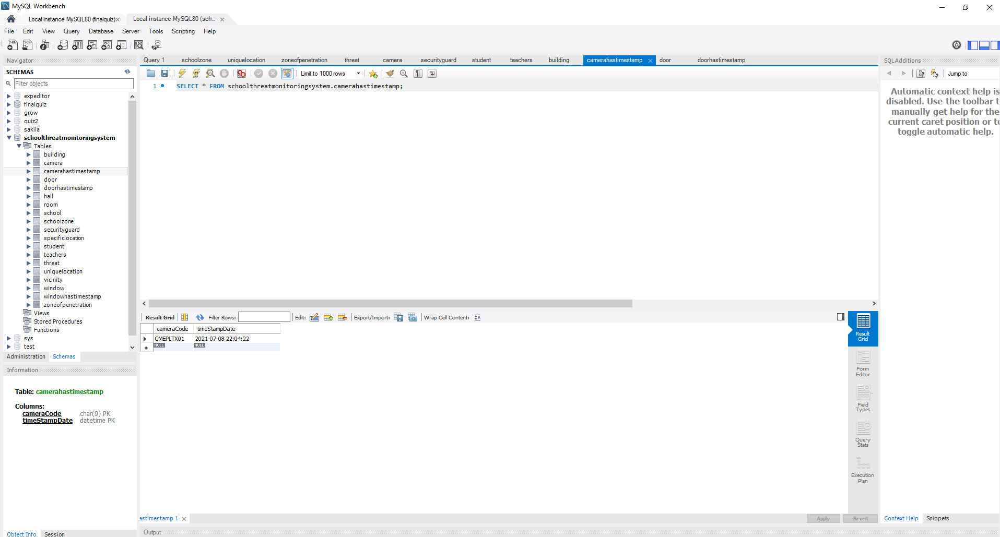 MySQL Workbench
Local instance MySQL80 (finalquiz)
Local instance MySQL80 (sch...
File Edit View Query Database Server Tools Scripting Help
Navigator
SCHEMAS
Filter objects
expeditor
finalquiz
grow
quiz2
sakila
schoolthreatmonitoringsystem
Tables
building
camera
camerahastimestamp
door
doorhastimestamp
hall
room
school
schoolzone
securityguard
specificlocation
student
teachers
threat
uniquelocation
vicinity
window
windowhastimestamp
zoneofpenetration
Views
Stored Procedures
Functions
sys
test
Administration Schemas
Information
Table: camerahastimestamp
Columns:
cameraCode char(9) PK
timeStampDate datetime PK
Object Info Session
Query 1 schoolzone uniquelocation zoneofpenetration threat camera securityguard student teachers building camerahastimestamp door doorhastimestamp
Limit to 1000 rows
1 SELECT * FROM schoolthreatmonitoringsystem.camerahastimestamp;
Result Grid Filter Rows: Edit: Export/Import: Wrap Cell Content:
cameraCode timeStampDate
CMEPLTX01 2021-07-08 22:04:22
NULL NULL
Result
Grid
Form
Editor
Field
Types
Query
Stats
Execution
Plan
astimestamp 1
Apply Revert
Output
SQLAdditions
Jump to
Automatic context help is
disabled. Use the toolbar t
manually get help for the
current caret position or to
toggle automatic help.
Context Help Snippets